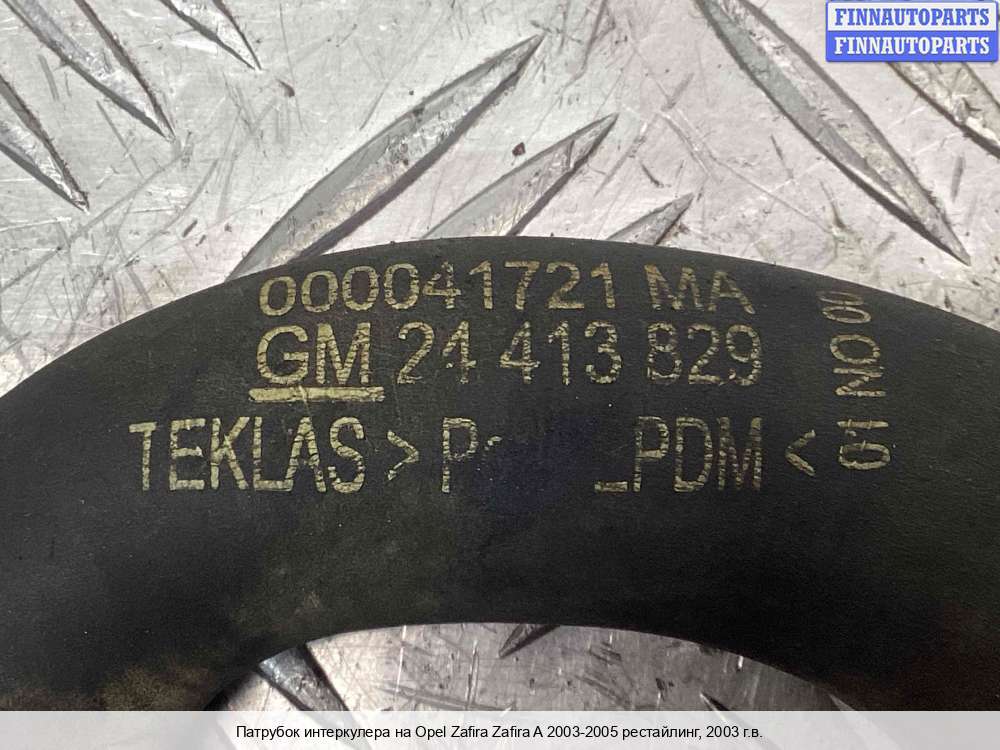 FINNAUTOPARTS
FINNAUTOPARTS
000041721 MA
GM 24 413 829
TEKLAS > PDM <
01 NO
Патрубок интеркулера на Opel Zafira Zafira A 2003-2005 рестайлинг, 2003 г.в.